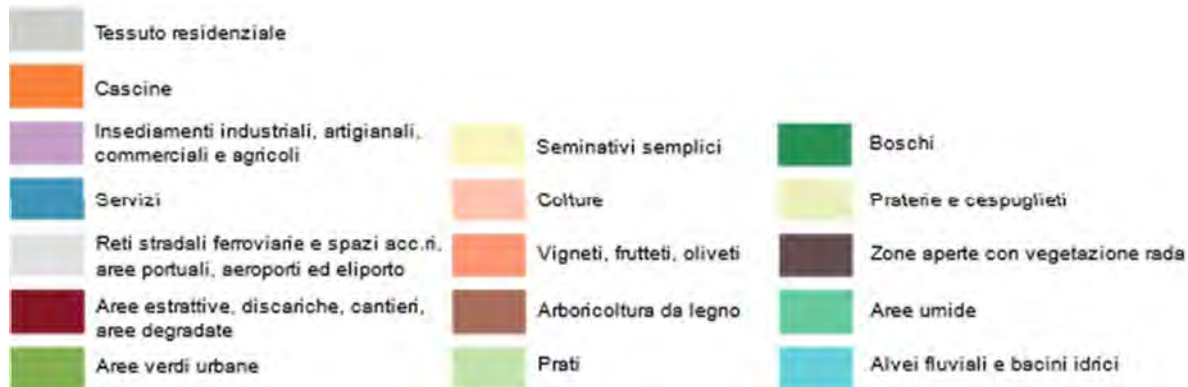 Tessuto residenziale
Cascine
Insediamenti industriali, artigianali,
commerciali e agricoli
Servizi
Reti stradali ferroviarie e spazi acc.ri,
aree portuali, aeroporti ed eliporto
Aree estrattive, discariche, cantieri,
aree degradate
Aree verdi urbane
Seminativi semplici
Colture
Vigneti, frutteti, oliveti
Arboricoltura da legno
Prati
Boschi
Praterie e cespuglieti
Zone aperte con vegetazione rada
Aree umide
Alvei fluviali e bacini idrici